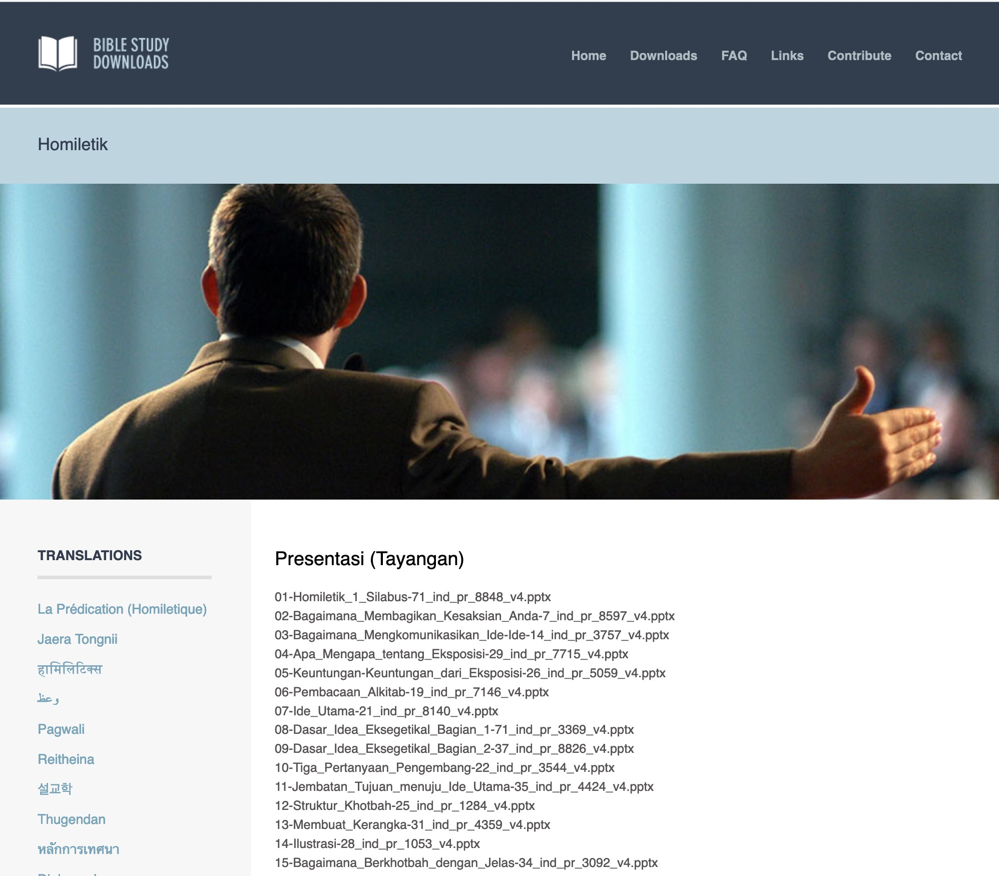 BIBLE STUDY
DOWNLOADS
Home Downloads FAQ Links Contribute Contact
Homiletik
TRANSLATIONS
La Prédication (Homiletique)
Jaera Tongnii
हामिलिटिक्स
وعظ
Pagwali
Reitheina
설교학
Thugendan
หลักการเทศนา
Presentasi (Tayangan)
01-Homiletik_1_Silabus-71_ind_pr_8848_v4.pptx
02-Bagaimana_Membagikan_Kesaksian_Anda-7_ind_pr_8597_v4.pptx
03-Bagaimana_Mengkomunikasikan_Ide-Ide-14_ind_pr_3757_v4.pptx
04-Apa_Mengapa_tentang_Eksposisi-29_ind_pr_7715_v4.pptx
05-Keuntungan-Keuntungan_dari_Eksposisi-26_ind_pr_5059_v4.pptx
06-Pembacaan_Alkitab-19_ind_pr_7146_v4.pptx
07-Ide_Utama-21_ind_pr_8140_v4.pptx
08-Dasar_Idea_Eksegetikal_Bagian_1-71_ind_pr_3369_v4.pptx
09-Dasar_Idea_Eksegetikal_Bagian_2-37_ind_pr_8826_v4.pptx
10-Tiga_Pertanyaan_Pengembang-22_ind_pr_3544_v4.pptx
11-Jembatan_Tujuan_menuju_Ide_Utama-35_ind_pr_4424_v4.pptx
12-Struktur_Khotbah-25_ind_pr_1284_v4.pptx
13-Membuat_Kerangka-31_ind_pr_4359_v4.pptx
14-Ilustrasi-28_ind_pr_1053_v4.pptx
15-Bagaimana_Berkhotbah_dengan_Jelas-34_ind_pr_3092_v4.pptx